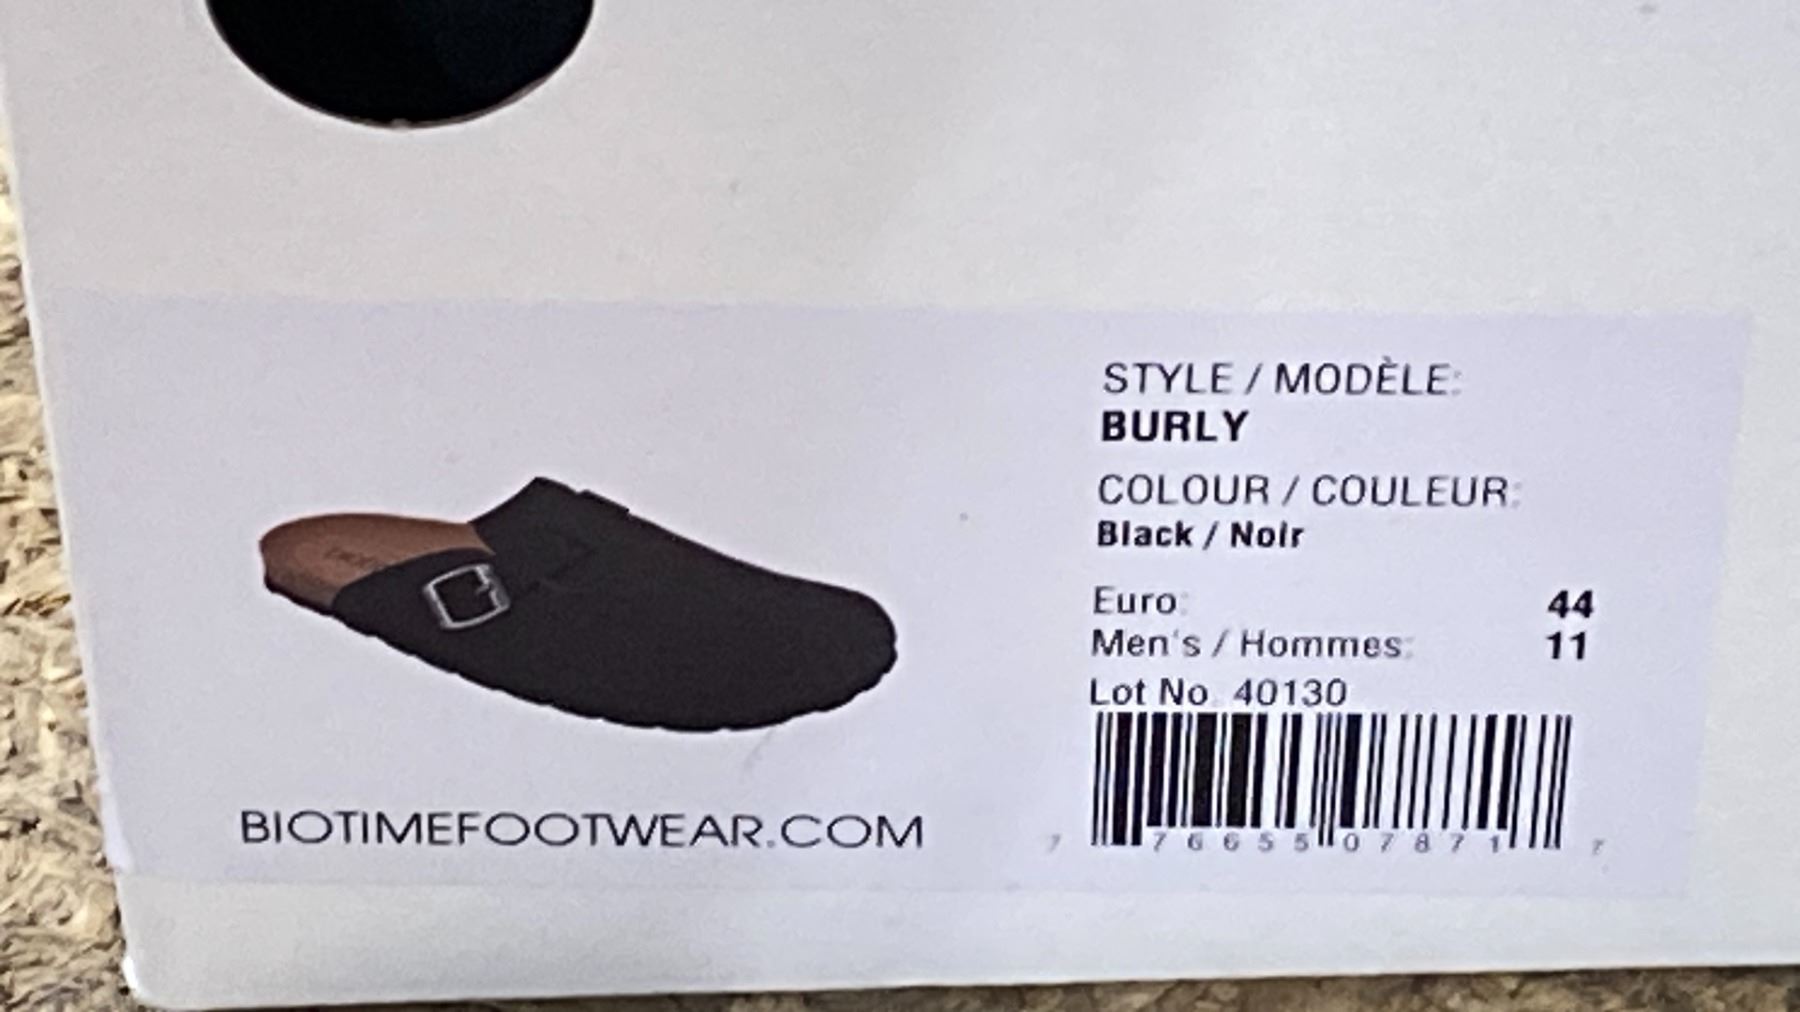 STYLE / MODÈLE:
BURLY
COLOUR / COULEUR:
Black / Noir
Euro: 44
Men's / Hommes: 11
Lot No. 40130
7 76655 07871 7
BIOTIMEFOOTWEAR.COM